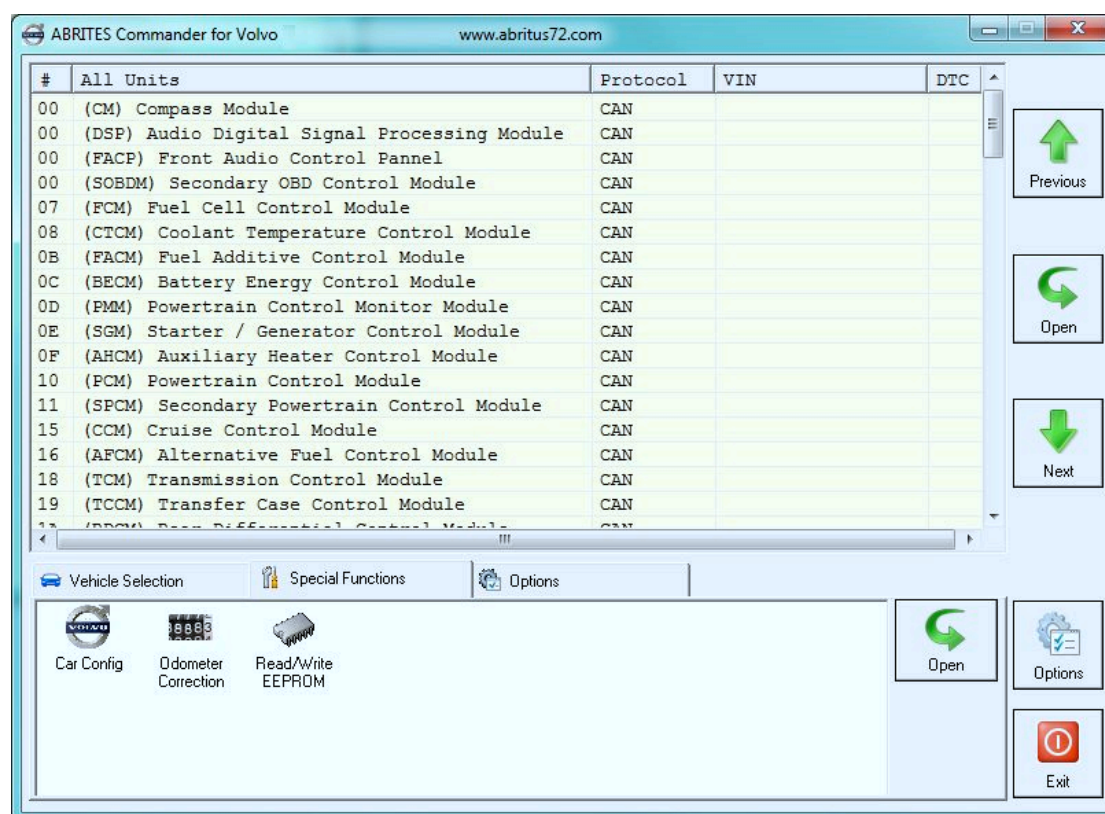 ABRITES Commander for Volvo www.abritus72.com
# All Units Protocol VIN DTC
00 (CM) Compass Module CAN
00 (DSP) Audio Digital Signal Processing Module CAN
00 (FACP) Front Audio Control Pannel CAN
00 (SOBDM) Secondary OBD Control Module CAN
07 (FCM) Fuel Cell Control Module CAN
08 (CTCM) Coolant Temperature Control Module CAN
0B (FACM) Fuel Additive Control Module CAN
0C (BECM) Battery Energy Control Module CAN
0D (PMM) Powertrain Control Monitor Module CAN
0E (SGM) Starter / Generator Control Module CAN
0F (AHCM) Auxiliary Heater Control Module CAN
10 (PCM) Powertrain Control Module CAN
11 (SPCM) Secondary Powertrain Control Module CAN
15 (CCM) Cruise Control Module CAN
16 (AFCM) Alternative Fuel Control Module CAN
18 (TCM) Transmission Control Module CAN
19 (TCCM) Transfer Case Control Module CAN
Previous
Open
Next
Vehicle Selection Special Functions Options
VOLVO
Car Config
Odometer
Correction
Read/Write
EEPROM
Open
Options
Exit